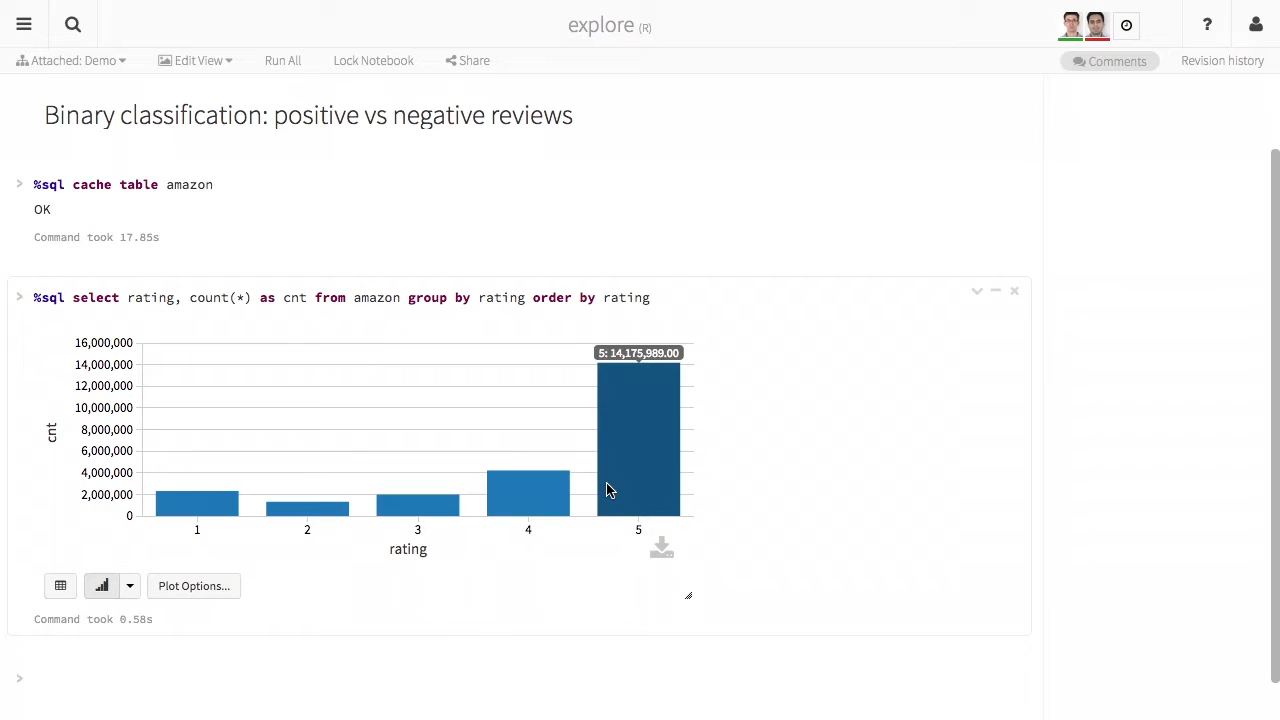 explore (R)
?
Attached: Demo
Edit View
Run All
Lock Notebook
Share
Comments
Revision history
Binary classification: positive vs negative reviews
> %sql cache table amazon
OK
Command took 17.85s
> %sql select rating, count(*) as cnt from amazon group by rating order by rating
16,000,000
14,000,000
12,000,000
10,000,000
8,000,000
6,000,000
4,000,000
2,000,000
0
cnt
5: 14,175,989.00
1 2 3 4 5
rating
Plot Options...
Command took 0.58s
>